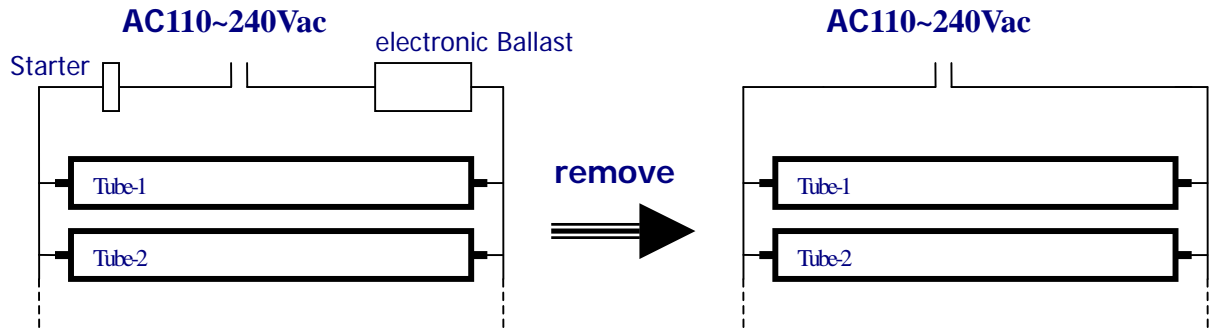 AC110~240Vac
electronic Ballast
Starter
Tube-1
Tube-2
remove
AC110~240Vac
Tube-1
Tube-2